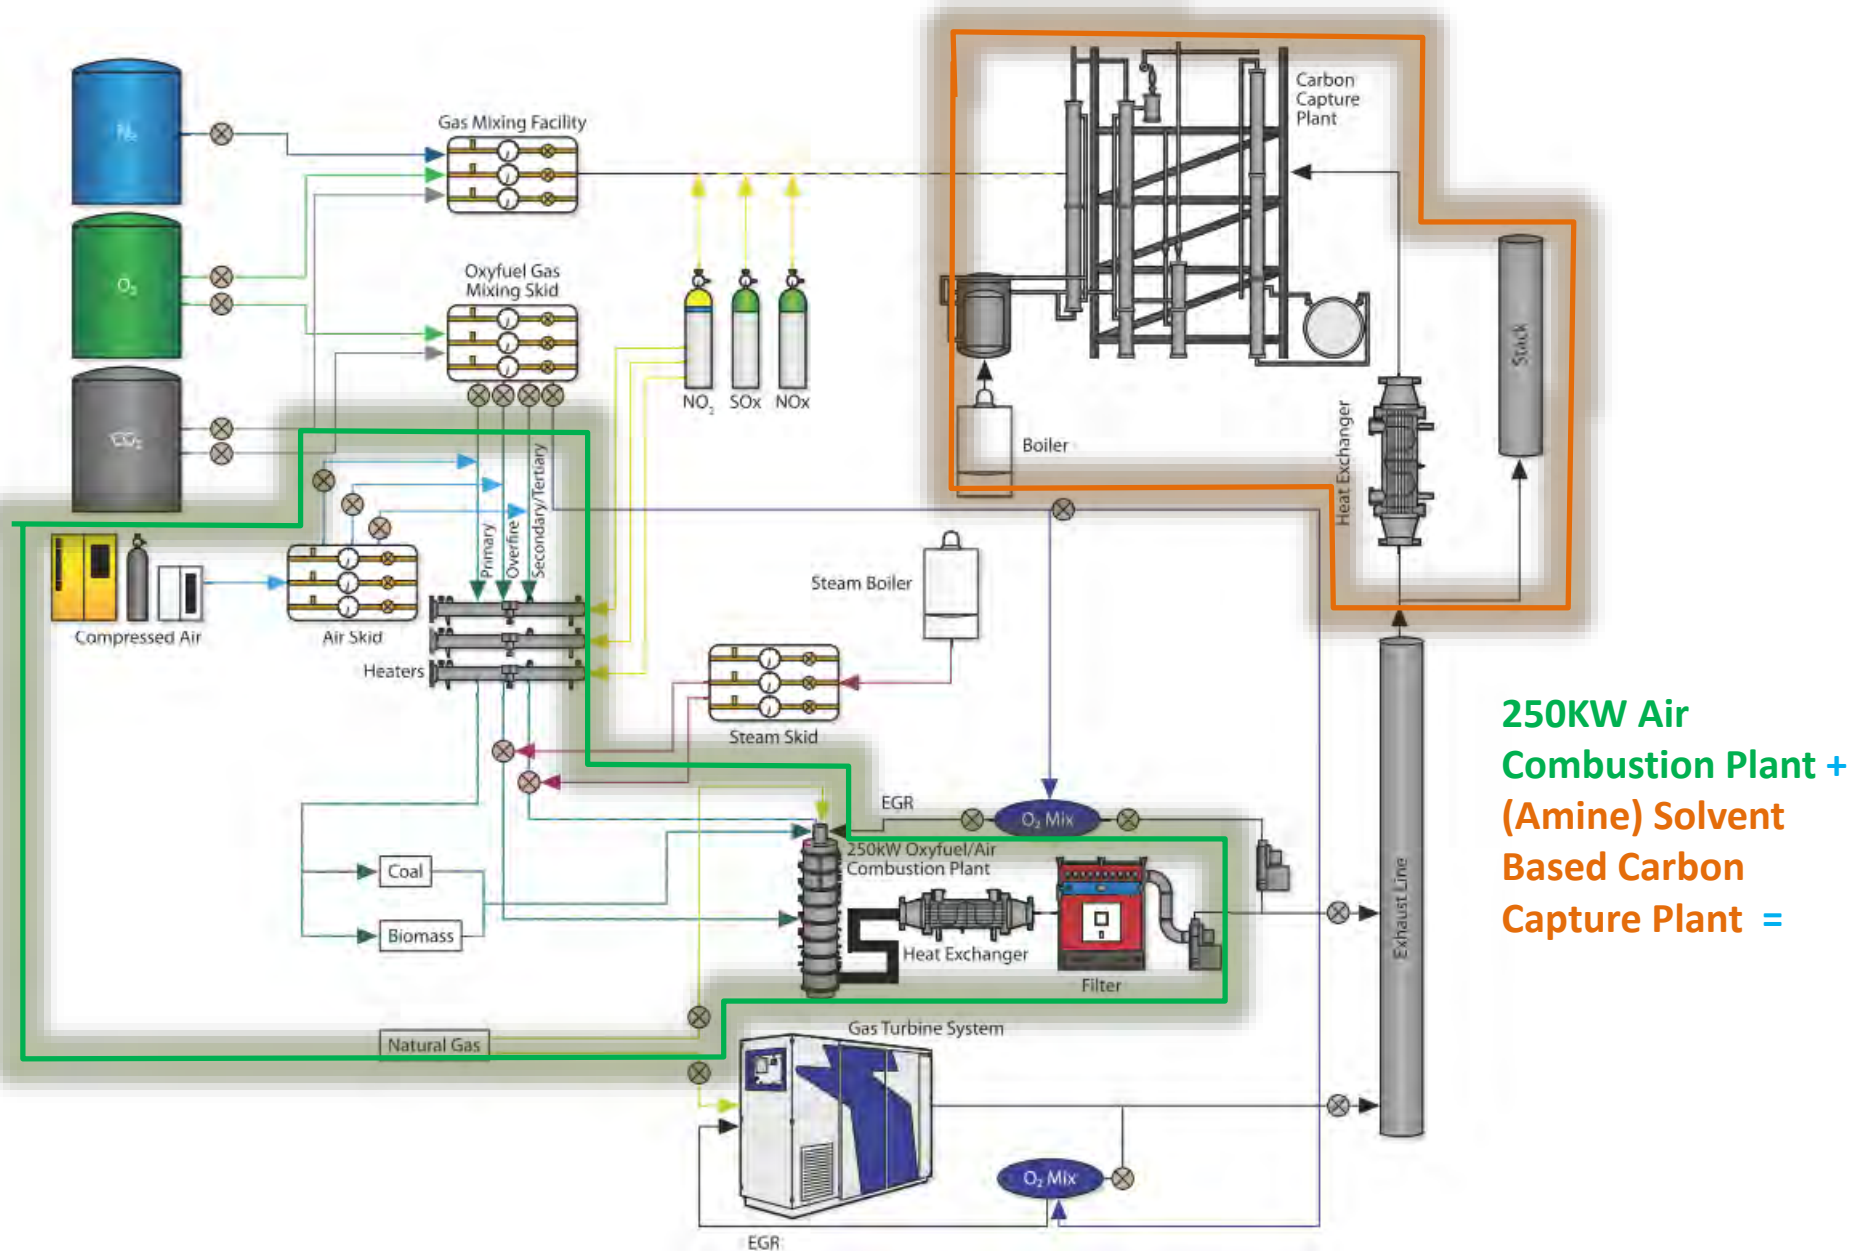 N₂
Gas Mixing Facility
Carbon
Capture
Plant
O₂
Oxyfuel Gas
Mixing Skid
Stack
NO₂
SOx
NOx
CO₂
Boiler
Heat Exchanger
Primary
Overfire
Secondary/Tertiary
Compressed Air
Air Skid
Steam Boiler
Heaters
Steam Skid
250KW Air
Combustion Plant +
(Amine) Solvent
Based Carbon
Capture Plant =
EGR
O₂ Mix
250kW Oxyfuel/Air
Combustion Plant
Coal
Biomass
Heat Exchanger
Filter
Exhaust Line
Natural Gas
Gas Turbine System
O₂ Mix
EGR